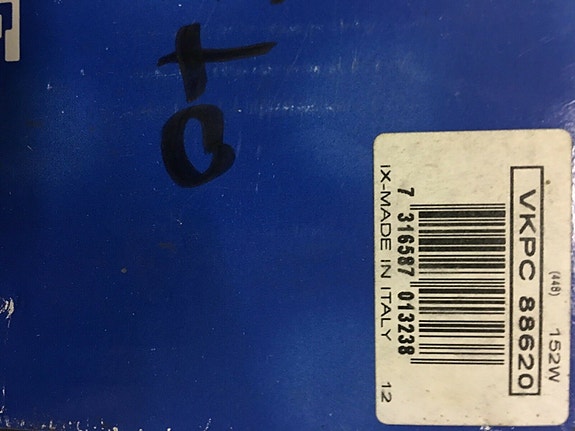 (448) 152W
VKPC 88620
7 316587 013238
iX-MADE IN ITALY 12